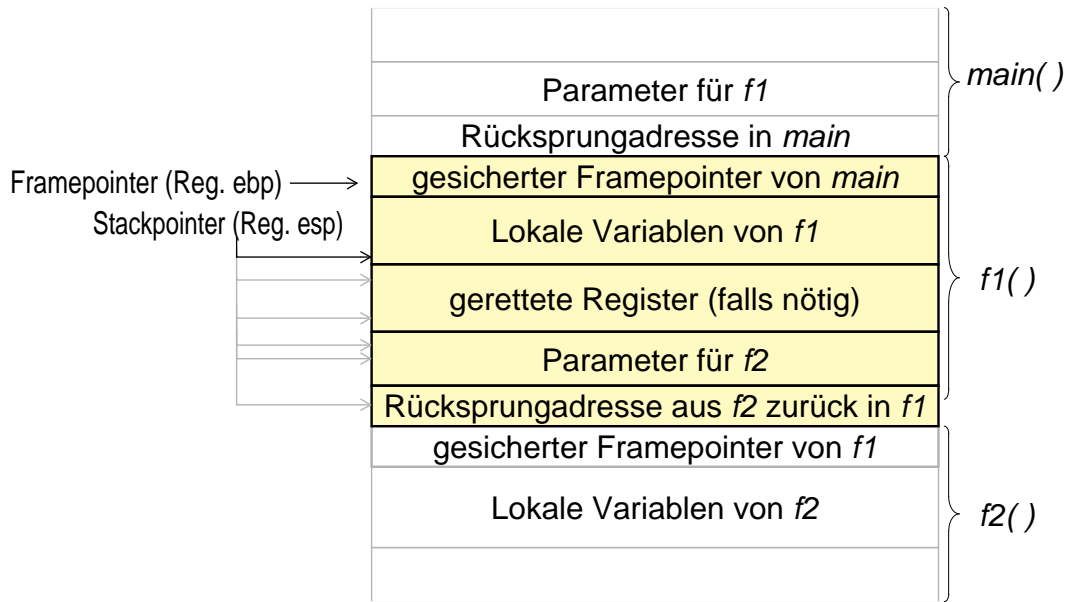 Parameter für f1
main( )
Rücksprungadresse in main
Framepointer (Reg. ebp)
gesicherter Framepointer von main
Stackpointer (Reg. esp)
Lokale Variablen von f1
gerettete Register (falls nötig)
f1( )
Parameter für f2
Rücksprungadresse aus f2 zurück in f1
gesicherter Framepointer von f1
Lokale Variablen von f2
f2( )